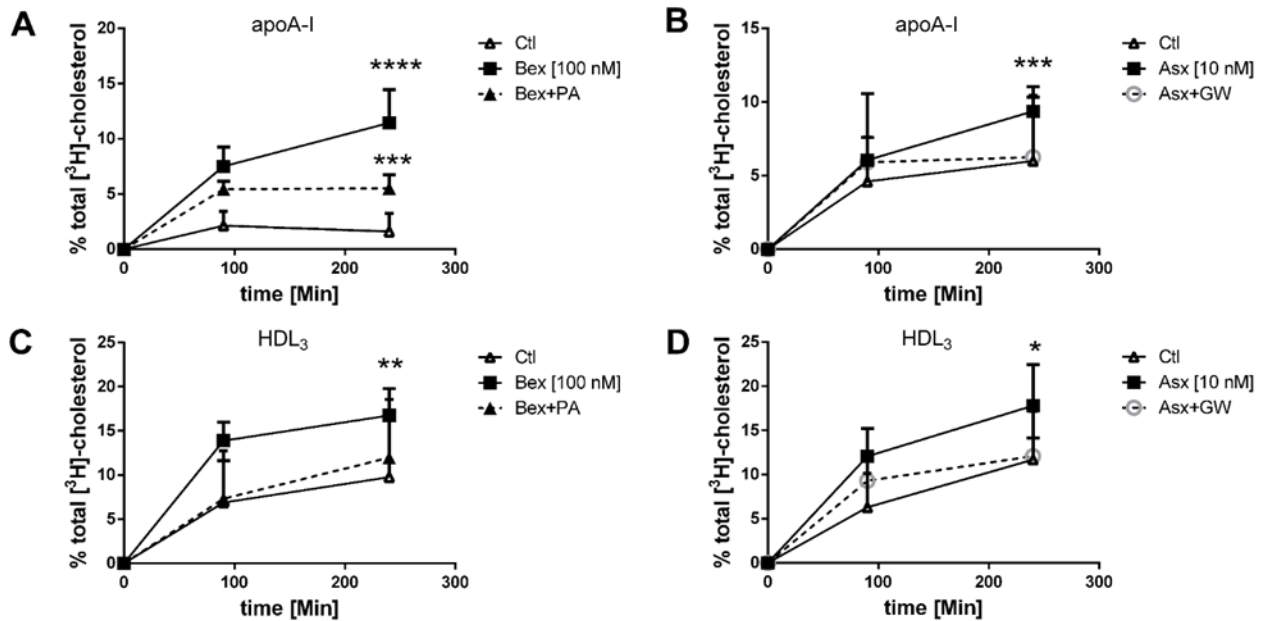 A
apoA-I
% total [³H]-cholesterol
20
15
10
5
0
0 100 200 300
time [Min]
****
***
Ctl
Bex [100 nM]
Bex+PA
B
apoA-I
% total [³H]-cholesterol
15
10
5
0
0 100 200 300
time [Min]
***
Ctl
Asx [10 nM]
Asx+GW
C
HDL₃
% total [³H]-cholesterol
25
20
15
10
5
0
0 100 200 300
time [Min]
**
Ctl
Bex [100 nM]
Bex+PA
D
HDL₃
% total [³H]-cholesterol
25
20
15
10
5
0
0 100 200 300
time [Min]
*
Ctl
Asx [10 nM]
Asx+GW